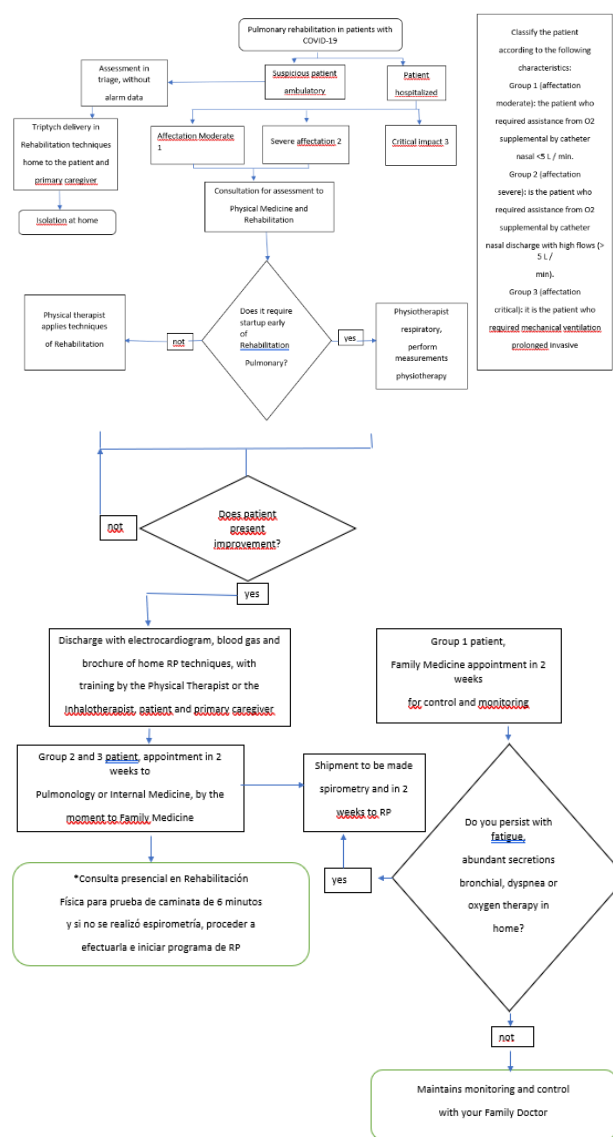 Pulmonary rehabilitation in patients with
COVID-19
Assessment in
triage, without
alarm data
Suspicious patient
ambulatory
Patient
hospitalized
Triptych delivery in
Rehabilitation techniques
home to the patient and
primary caregiver
Affectation Moderate
1
Severe affectation 2
Critical impact 3
Isolation at home
Consultation for assessment to
Physical Medicine and
Rehabilitation
Classify the patient
according to the following
characteristics:
Group 1 (affectation
moderate): the patient who
required assistance from O2
supplemental by catheter
nasal <5 L / min.
Group 2 (affectation
severe): is the patient who
required assistance from O2
supplemental by catheter
nasal discharge with high flows (>
5 L /
min).
Group 3 (affectation
critical): it is the patient who
required mechanical ventilation
prolonged invasive
Physical therapist
applies techniques
of Rehabilitation
not
Does it require
startup early
of
Rehabilitation
Pulmonary?
yes
Physiotherapist
respiratory,
perform
measurements
physiotherapy
not
Does patient
present
improvement?
yes
Discharge with electrocardiogram, blood gas and
brochure of home RP techniques, with
training by the Physical Therapist or the
Inhalotherapist, patient and primary caregiver
Group 1 patient,
Family Medicine appointment in 2
weeks
for control and monitoring
Group 2 and 3 patient, appointment in 2
weeks to
Pulmonology or Internal Medicine, by the
moment to Family Medicine
Shipment to be made
spirometry and in 2
weeks to RP
Do you persist with
fatigue,
abundant secretions
bronchial, dyspnea or
oxygen therapy in
home?
yes
*Consulta presencial en Rehabilitación
Física para prueba de caminata de 6 minutos
y si no se realizó espirometría, proceder a
efectuarla e iniciar programa de RP
not
Maintains monitoring and control
with your Family Doctor